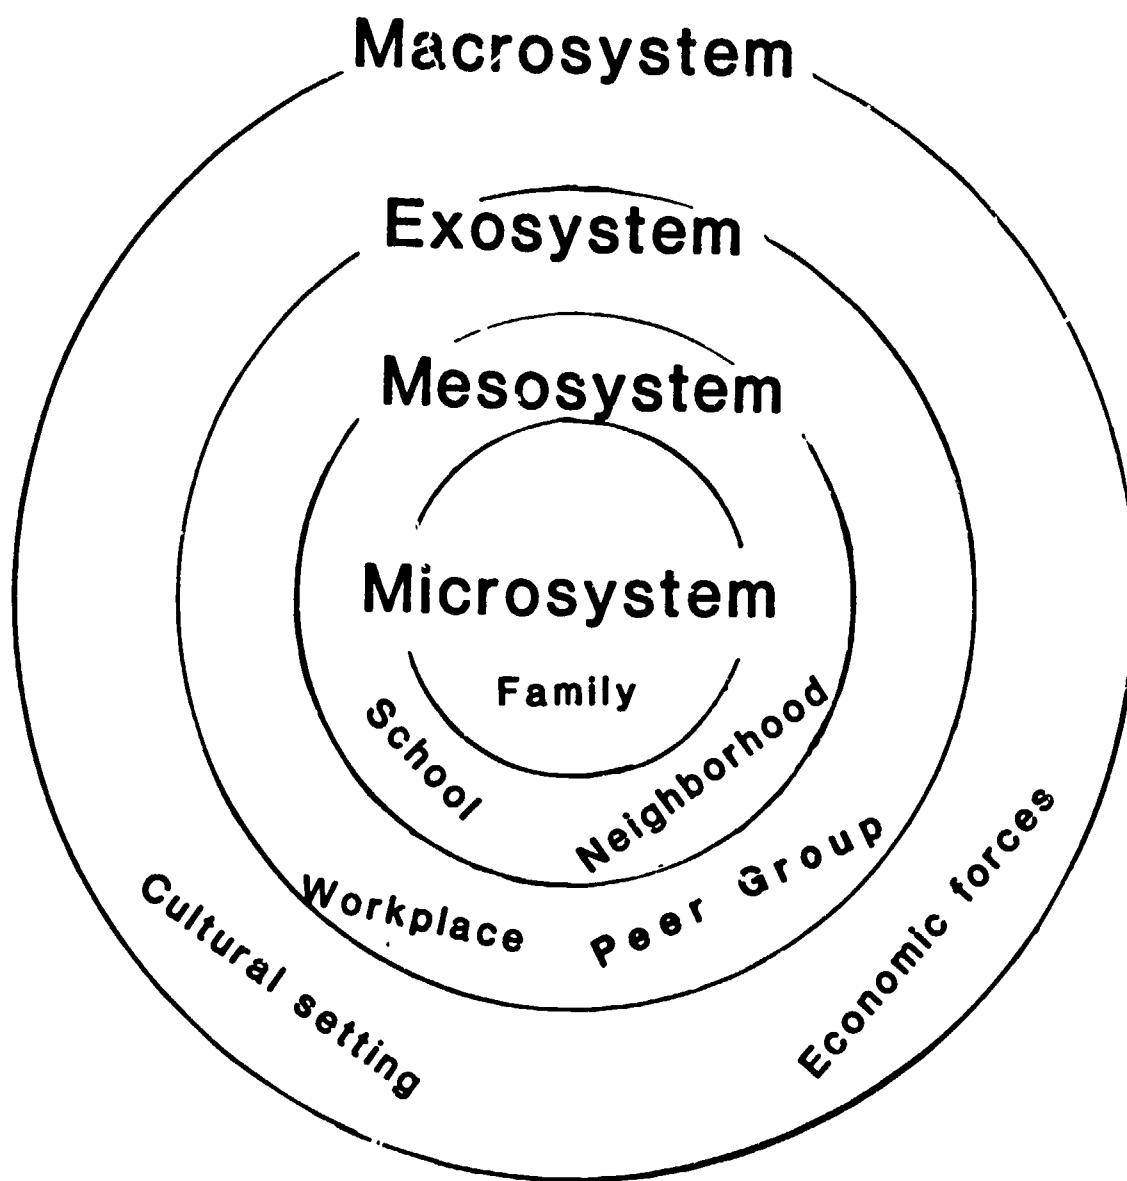 Macrosystem
Exosystem
Mesosystem
Microsystem
Family
School
Neighborhood
Workplace
Peer Group
Cultural setting
Economic forces